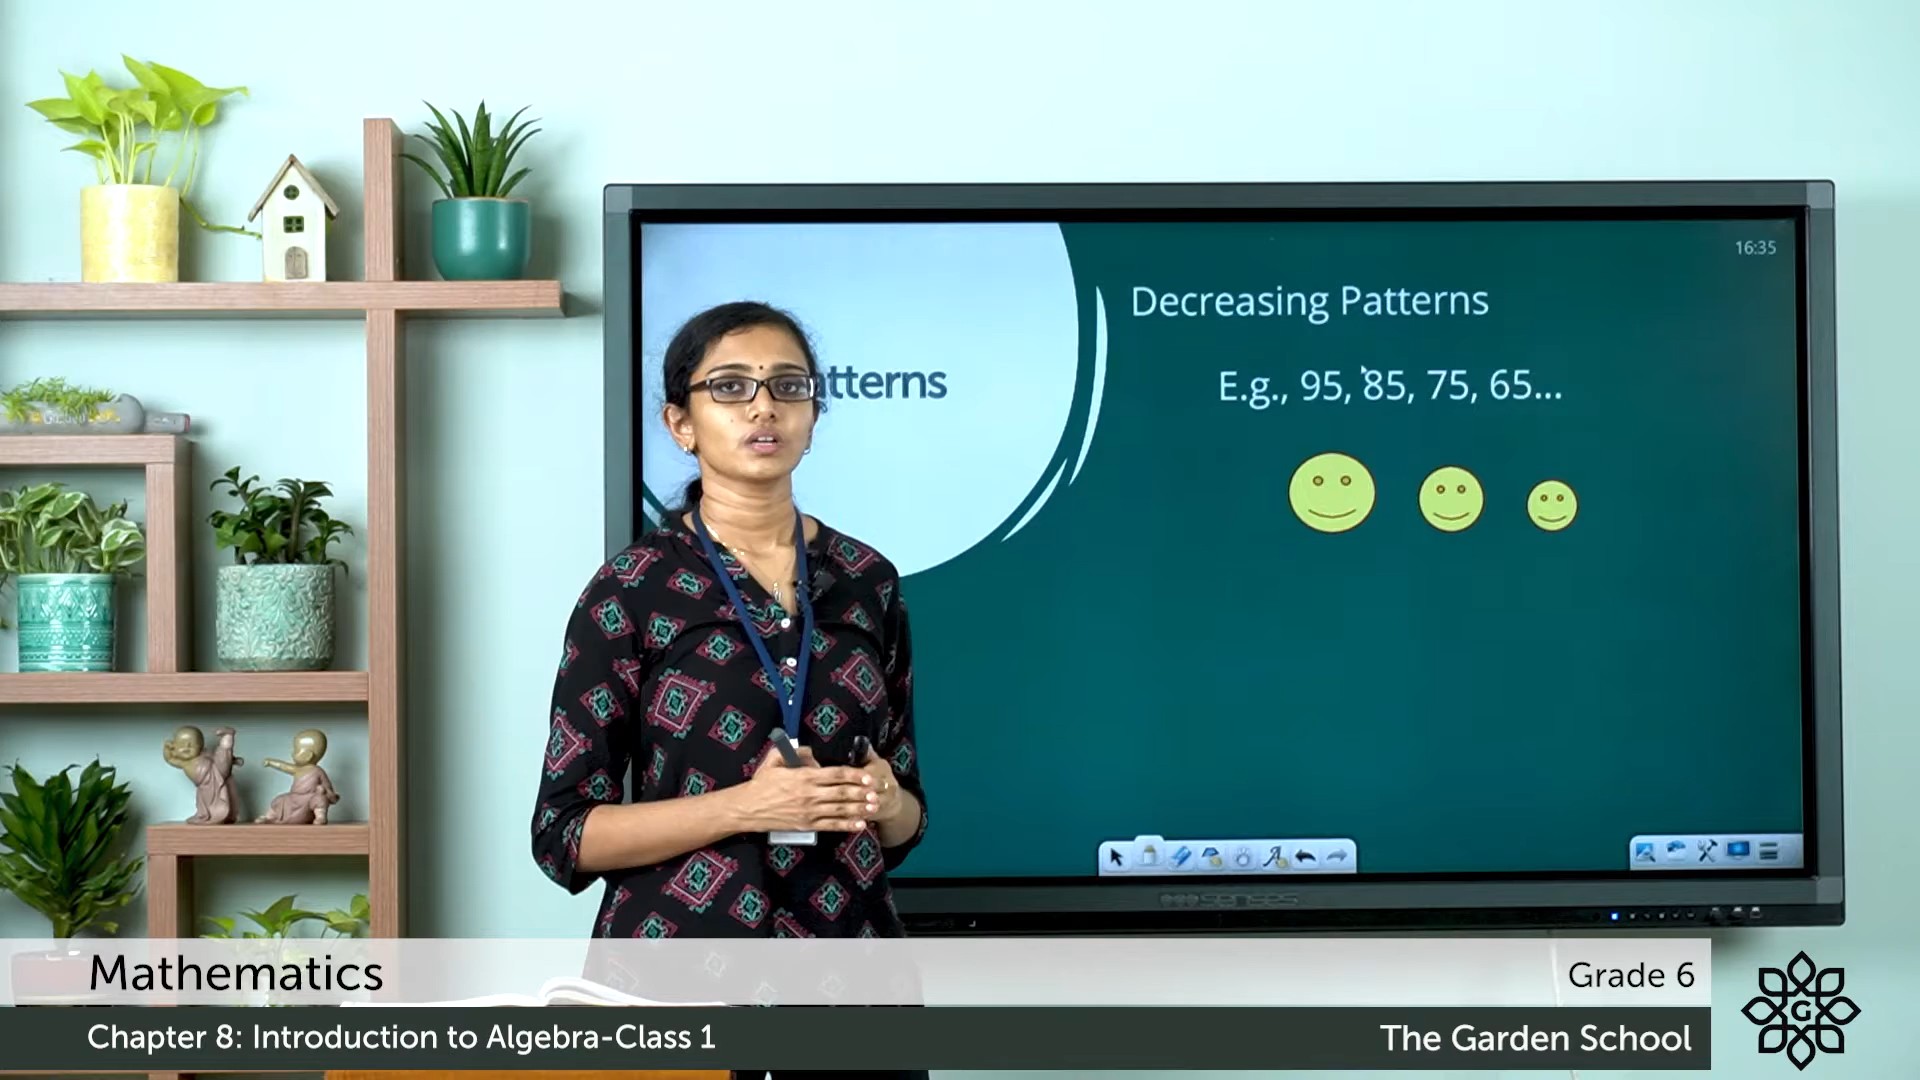 16:35
Decreasing Patterns
atterns
E.g., 95, 85, 75, 65...
Mathematics
Grade 6
Chapter 8: Introduction to Algebra-Class 1
The Garden School
G